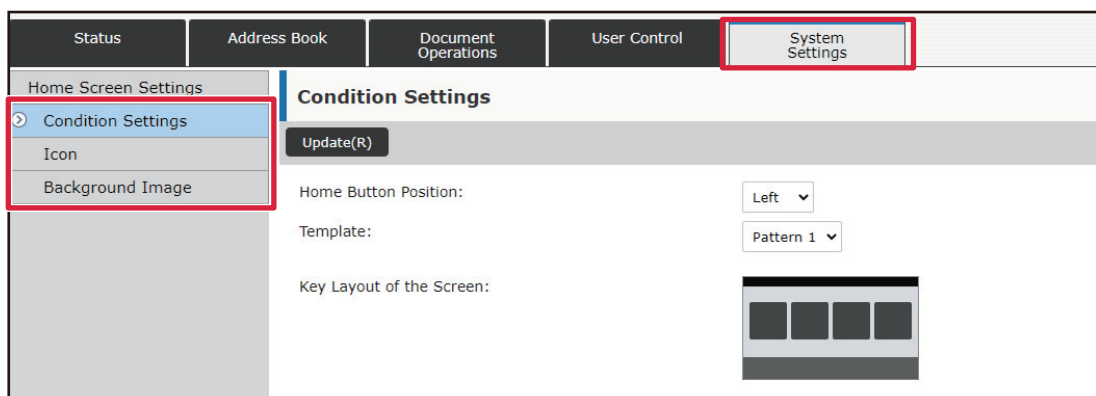 Status
Address Book
Document
Operations
User Control
System
Settings
Home Screen Settings
Condition Settings
Icon
Background Image
Condition Settings
Update(R)
Home Button Position:
Left
Template:
Pattern 1
Key Layout of the Screen: